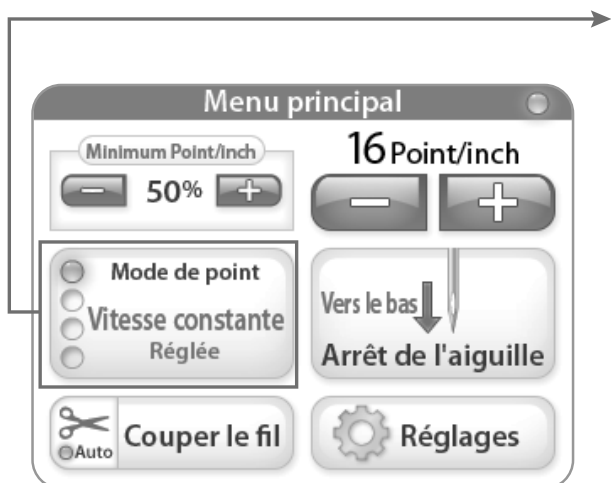 Menu principal
Minimum Point/inch
50%
16 Point/inch
Mode de point
Vitesse constante
Réglée
Vers le bas
Arrêt de l'aiguille
Auto
Couper le fil
Réglages